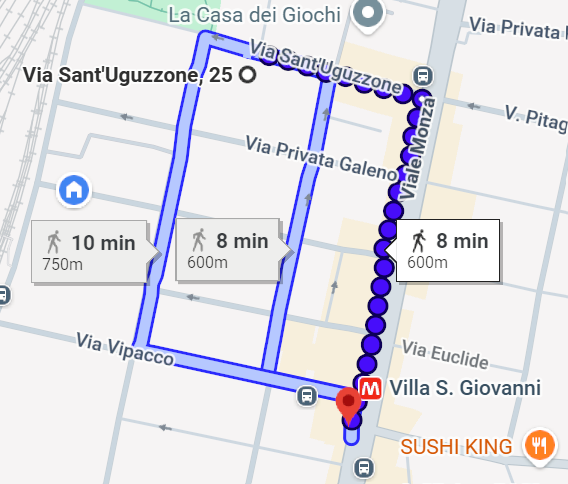 La Casa dei Giochi
Via Privata
Via Sant'Uguzzone
Via Sant'Uguzzone, 25
V. Pitag
Viale Monza
Via Privata Galeno
10 min
750m
8 min
600m
8 min
600m
Via Vipacco
Via Euclide
M
Villa S. Giovanni
SUSHI KING